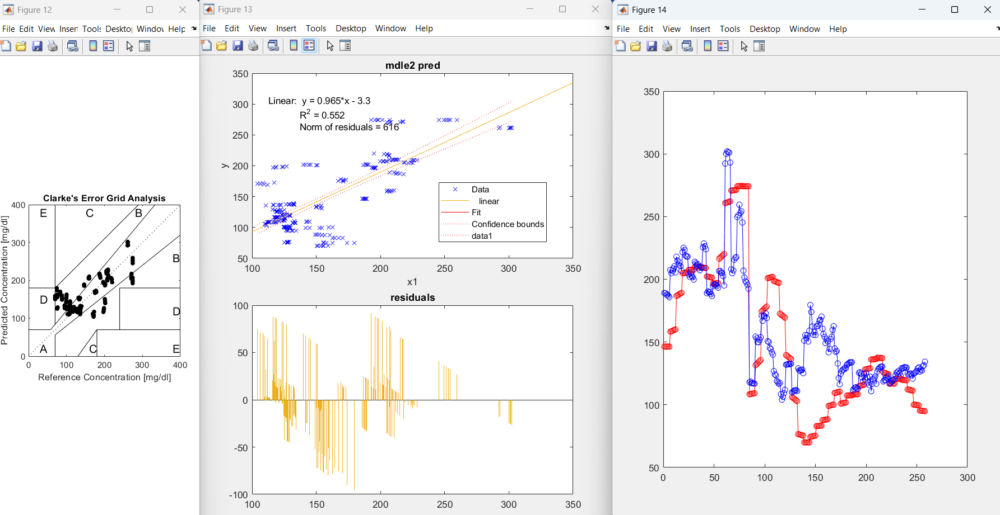 Figure 12
File Edit View Insert Tools Desktop Window Help
Clarke's Error Grid Analysis
400
300
200
100
0
E
C
B
B
D
D
A
C
E
0 100 200 300 400
Predicted Concentration [mg/dl]
Reference Concentration [mg/dl]
Figure 13
File Edit View Insert Tools Desktop Window Help
mdle2 pred
350
300
250
200
150
100
50
y
Linear: y = 0.965*x - 3.3
R2 = 0.552
Norm of residuals = 616
Data
linear
Fit
Confidence bounds
data1
100 150 200 250 300 350
x1
residuals
100
50
0
-50
-100
100 150 200 250 300 350
Figure 14
File Edit View Insert Tools Desktop Window Help
350
300
250
200
150
100
50
0 50 100 150 200 250 300